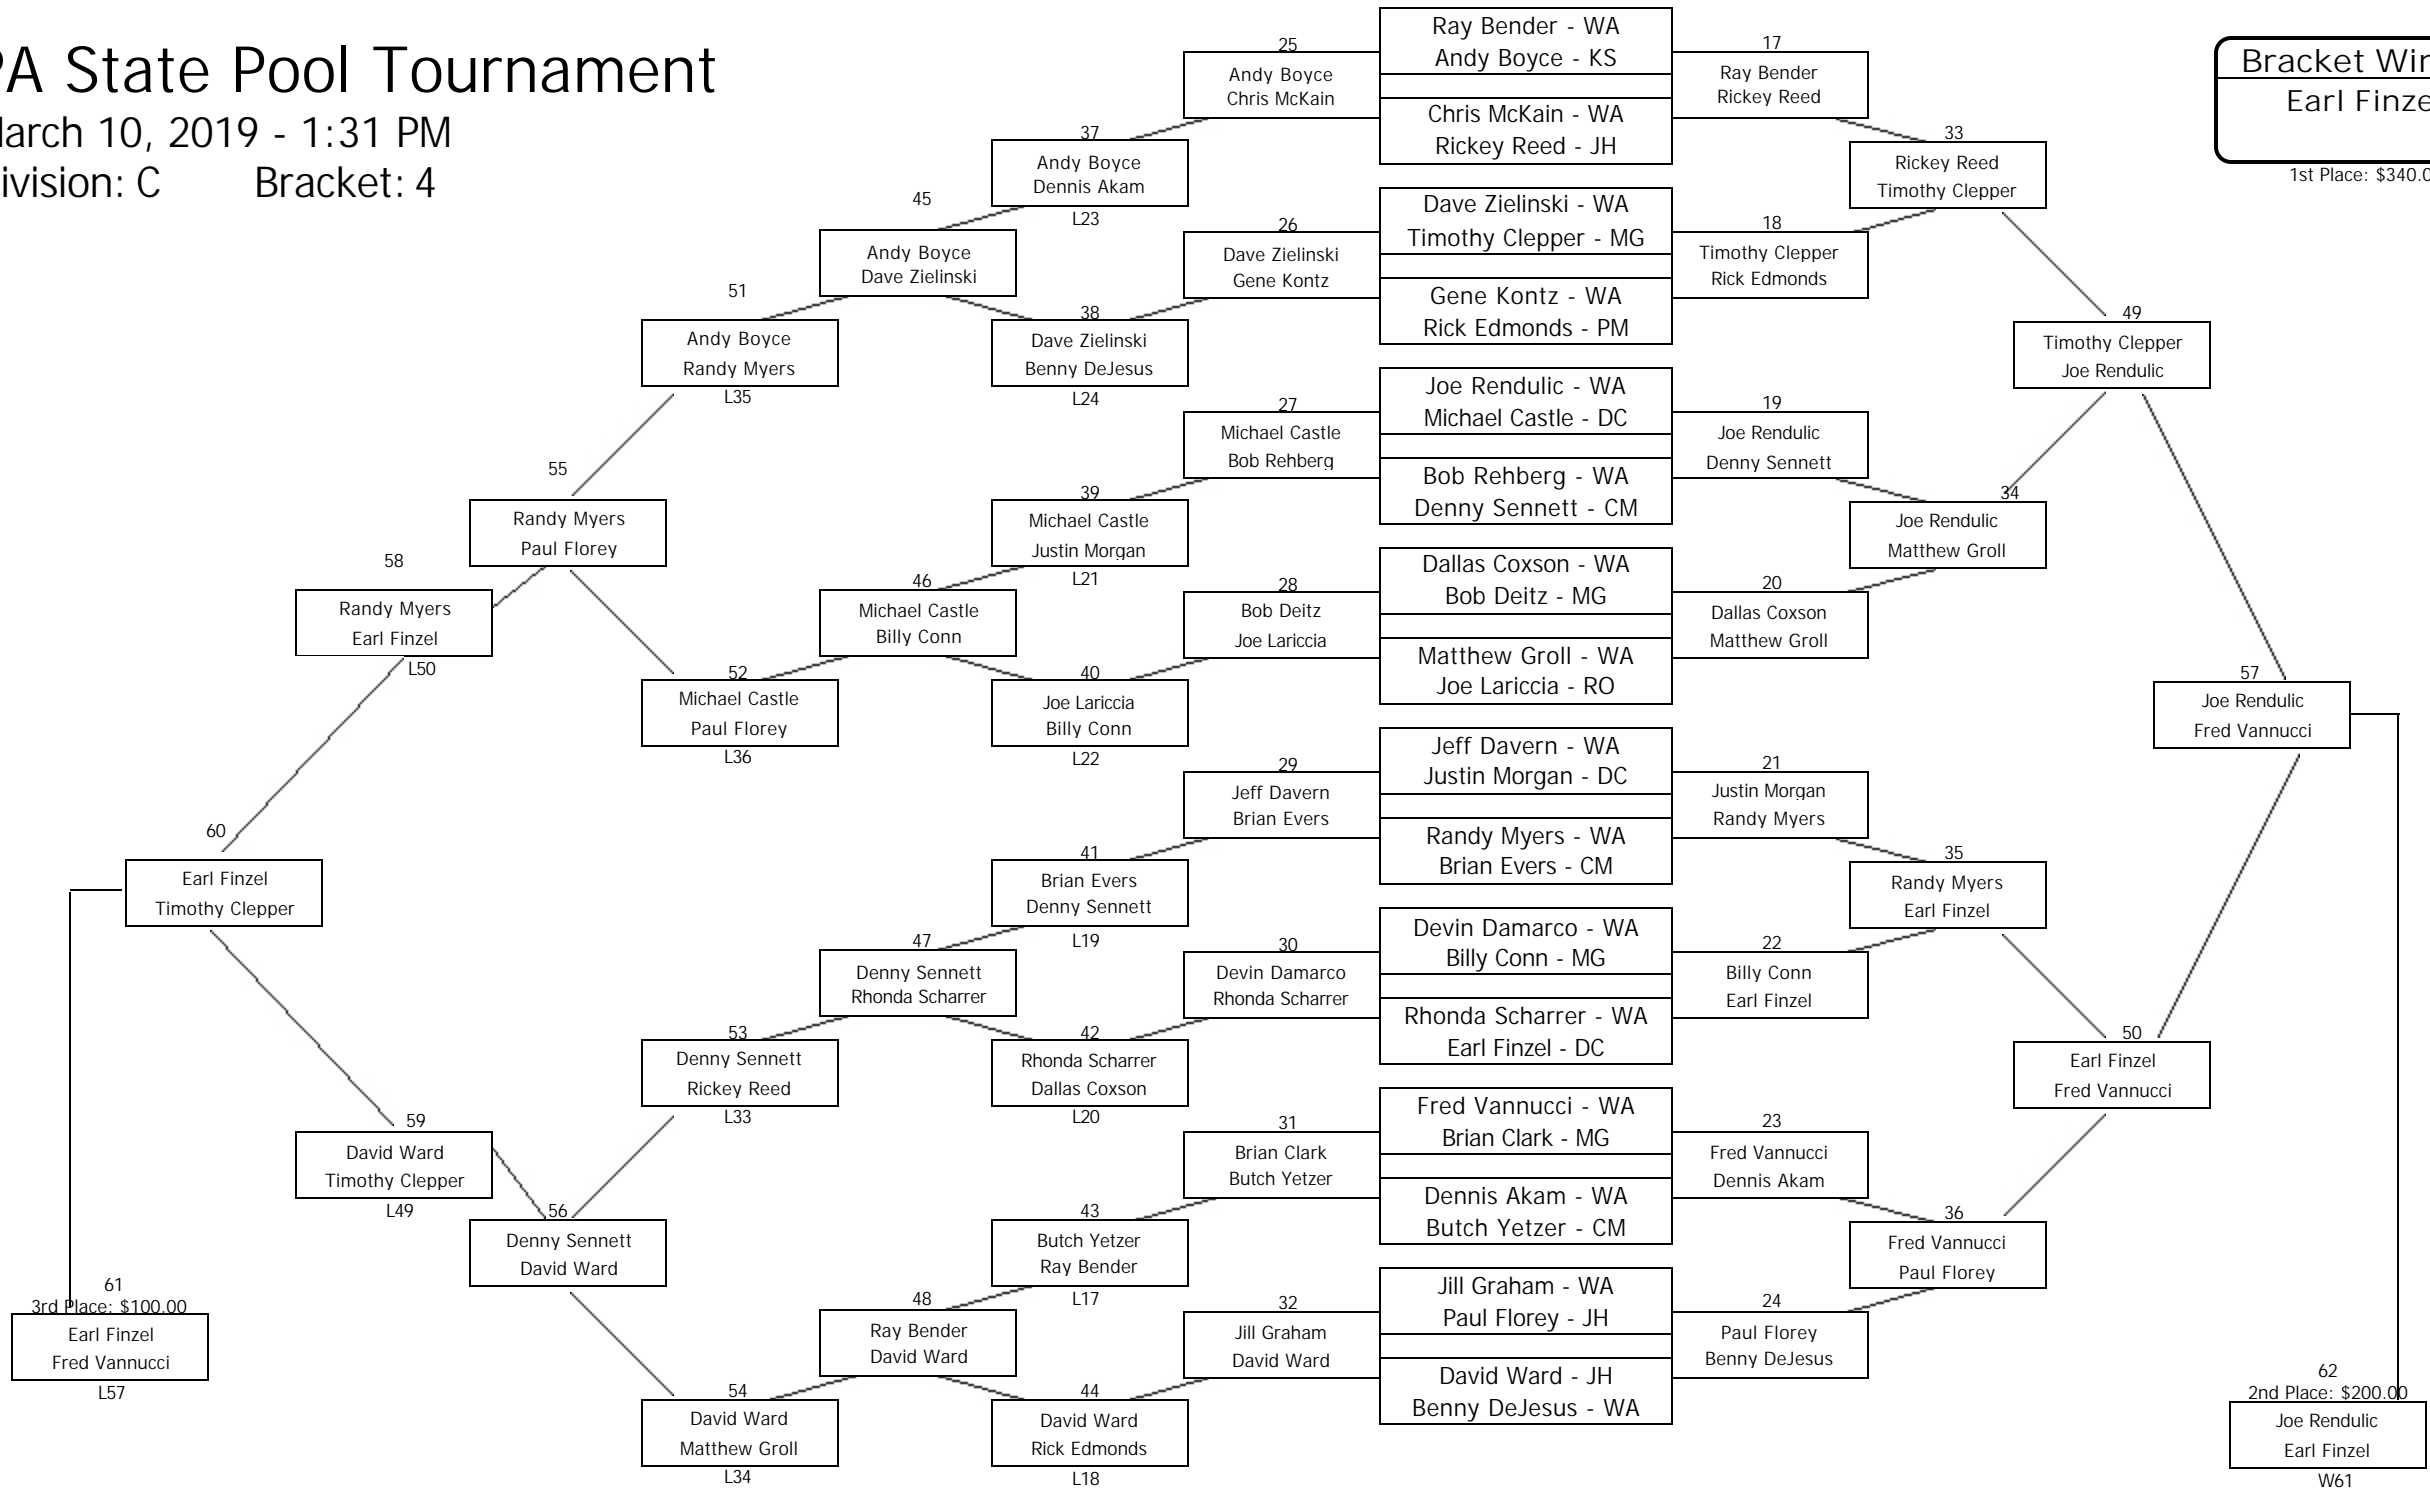 PA State Pool Tournament
March 10, 2019 - 1:31 PM
Division: C Bracket: 4
Bracket Win
Earl Finze
1st Place: $340.0
Ray Bender - WA
Andy Boyce - KS
Chris McKain - WA
Rickey Reed - JH
Dave Zielinski - WA
Timothy Clepper - MG
Gene Kontz - WA
Rick Edmonds - PM
Joe Rendulic - WA
Michael Castle - DC
Bob Rehberg - WA
Denny Sennett - CM
Dallas Coxson - WA
Bob Deitz - MG
Matthew Groll - WA
Joe Lariccia - RO
Jeff Davern - WA
Justin Morgan - DC
Randy Myers - WA
Brian Evers - CM
Devin Damarco - WA
Billy Conn - MG
Rhonda Scharrer - WA
Earl Finzel - DC
Fred Vannucci - WA
Brian Clark - MG
Dennis Akam - WA
Butch Yetzer - CM
Jill Graham - WA
Paul Florey - JH
David Ward - JH
Benny DeJesus - WA
17
Ray Bender
Rickey Reed
18
Timothy Clepper
Rick Edmonds
19
Joe Rendulic
Denny Sennett
20
Dallas Coxson
Matthew Groll
21
Justin Morgan
Randy Myers
22
Billy Conn
Earl Finzel
23
Fred Vannucci
Dennis Akam
24
Paul Florey
Benny DeJesus
25
Andy Boyce
Chris McKain
26
Dave Zielinski
Gene Kontz
27
Michael Castle
Bob Rehberg
28
Bob Deitz
Joe Lariccia
29
Jeff Davern
Brian Evers
30
Devin Damarco
Rhonda Scharrer
31
Brian Clark
Butch Yetzer
32
Jill Graham
David Ward
33
Rickey Reed
Timothy Clepper
34
Joe Rendulic
Matthew Groll
35
Randy Myers
Earl Finzel
36
Fred Vannucci
Paul Florey
37
Andy Boyce
Dennis Akam
L23
38
Dave Zielinski
Benny DeJesus
L24
39
Michael Castle
Justin Morgan
L21
40
Joe Lariccia
Billy Conn
L22
41
Brian Evers
Denny Sennett
L19
42
Rhonda Scharrer
Dallas Coxson
L20
43
Butch Yetzer
Ray Bender
L17
44
David Ward
Rick Edmonds
L18
45
Andy Boyce
Dave Zielinski
46
Michael Castle
Billy Conn
47
Denny Sennett
Rhonda Scharrer
48
Ray Bender
David Ward
49
Timothy Clepper
Joe Rendulic
50
Earl Finzel
Fred Vannucci
51
Andy Boyce
Randy Myers
L35
52
Michael Castle
Paul Florey
L36
53
Denny Sennett
Rickey Reed
L33
54
David Ward
Matthew Groll
L34
55
Randy Myers
Paul Florey
56
Denny Sennett
David Ward
57
Joe Rendulic
Fred Vannucci
58
Randy Myers
Earl Finzel
L50
59
David Ward
Timothy Clepper
L49
60
Earl Finzel
Timothy Clepper
61
3rd Place: $100.00
Earl Finzel
Fred Vannucci
L57
62
2nd Place: $200.00
Joe Rendulic
Earl Finzel
W61